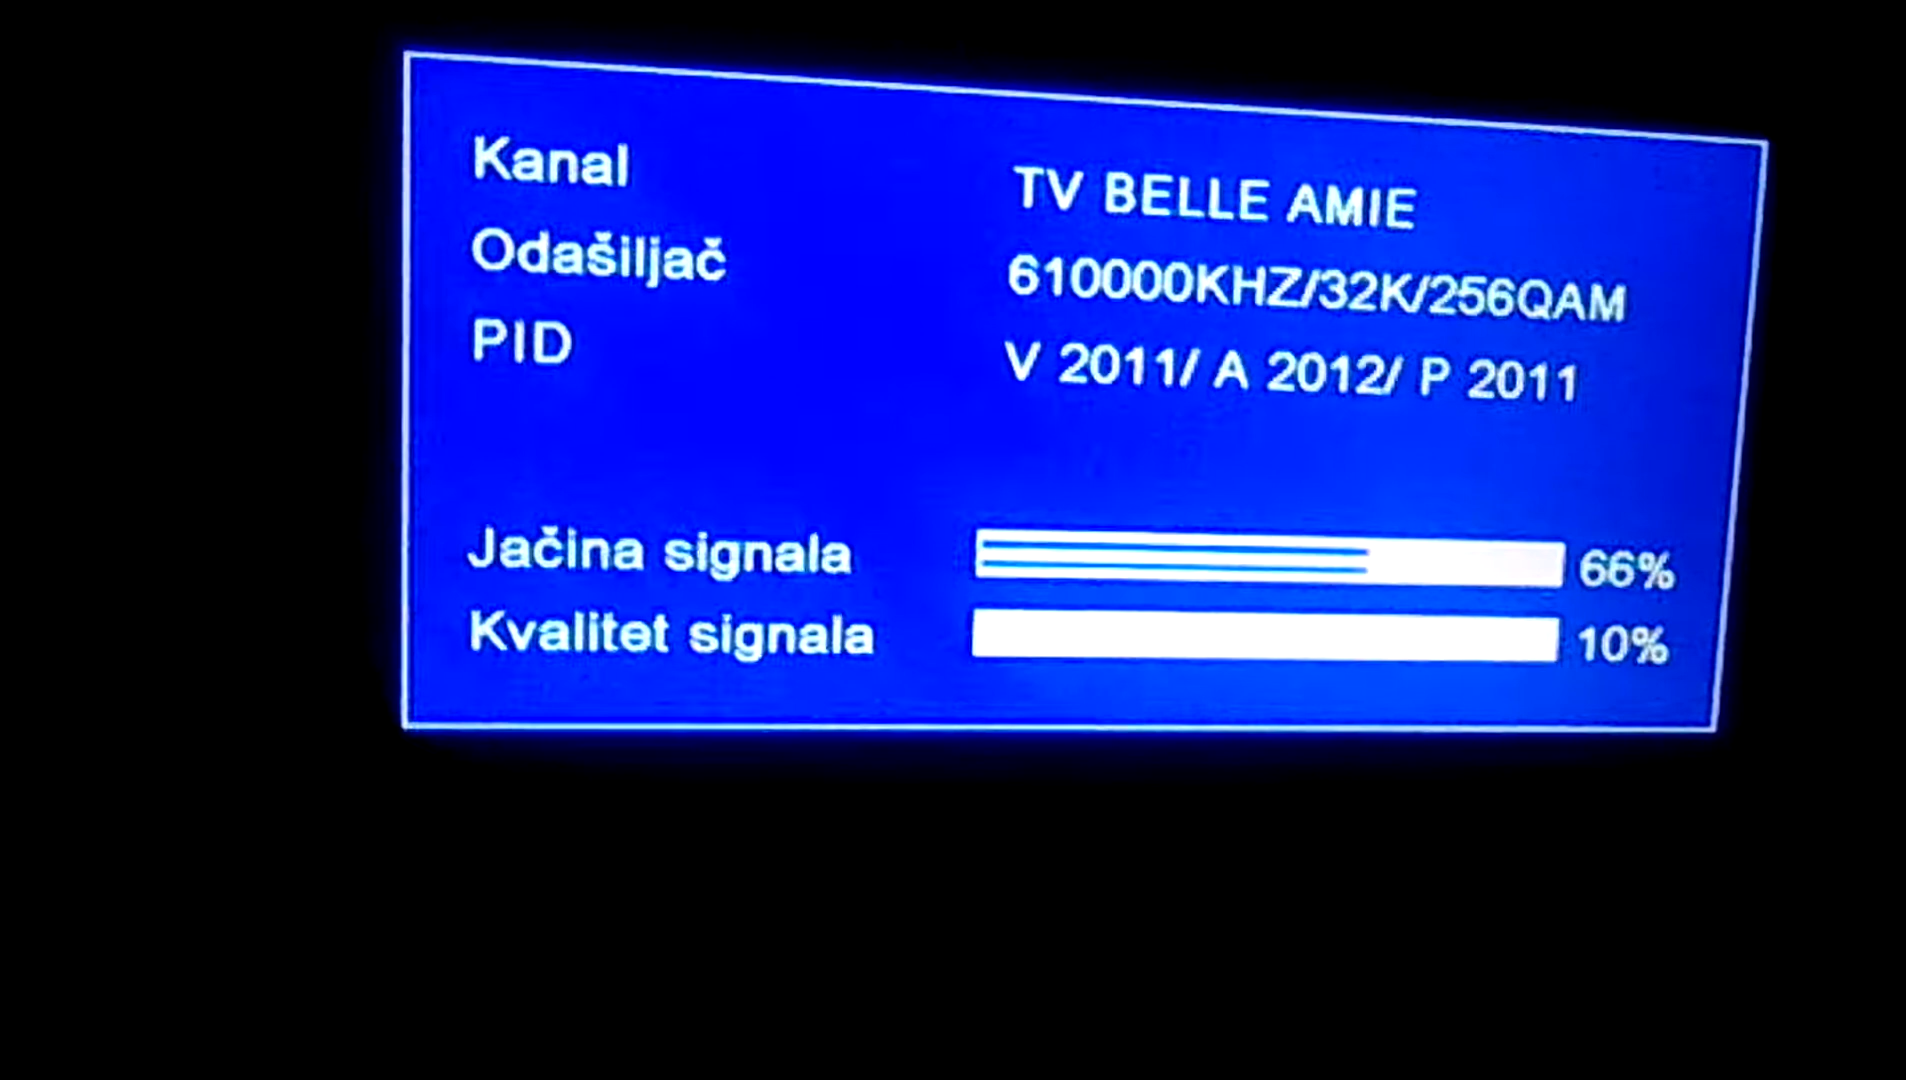 Kanal TV BELLE AMIE
Odašiljač 610000KHZ/32K/256QAM
PID V 2011/ A 2012/ P 2011
Jačina signala 66%
Kvalitet signala 10%